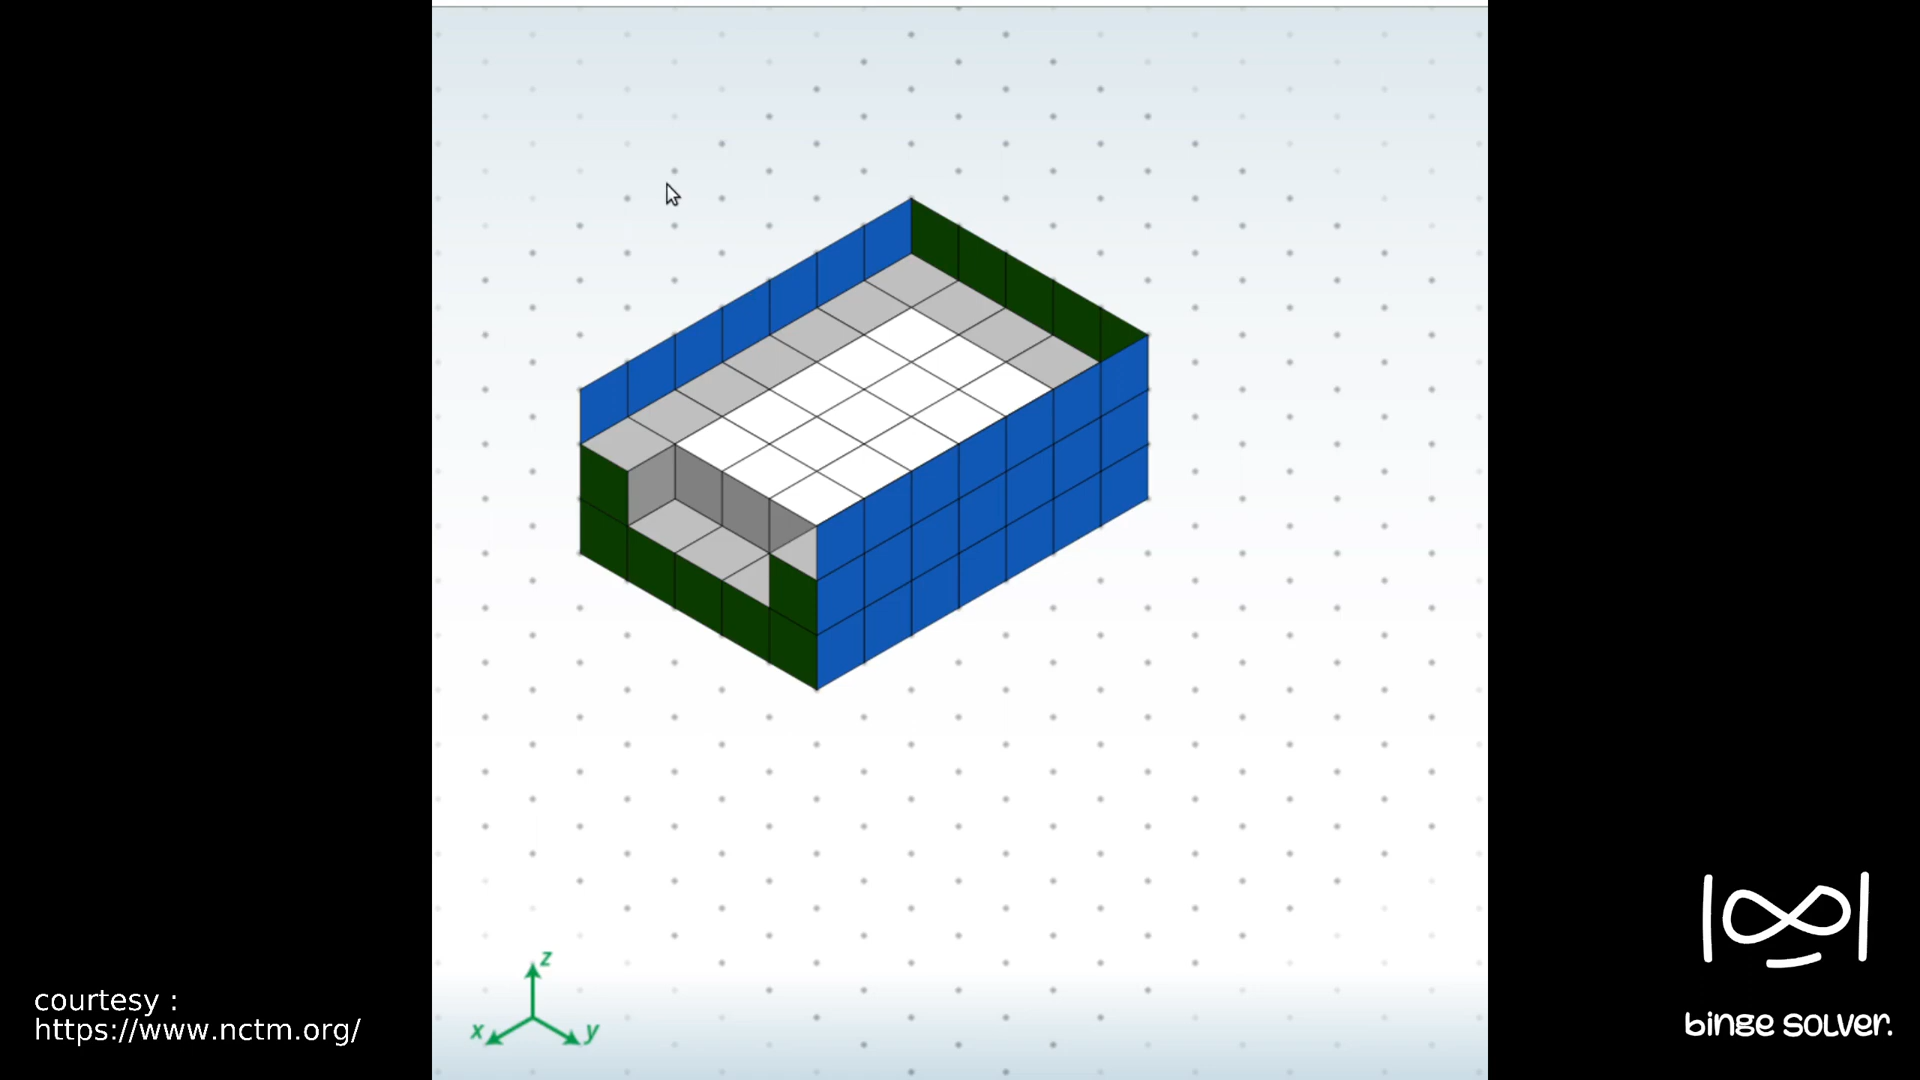 z
x
y
courtesy :
https://www.nctm.org/
binge solver.